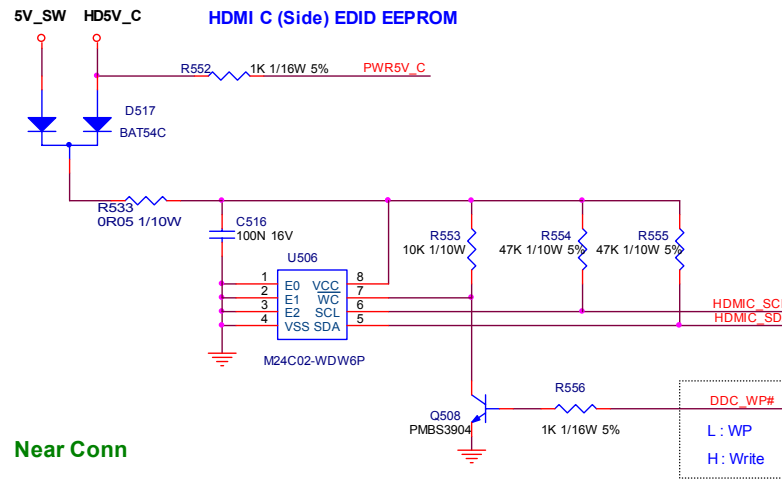 5V_SW HD5V_C HDMI C (Side) EDID EEPROM
R552 1K 1/16W 5% PWR5V_C
D517
BAT54C
R533
0R05 1/10W
C516
100N 16V
R553
10K 1/10W
R554
47K 1/10W 5%
R555
47K 1/10W 5%
U506
1 E0 VCC 8
2 E1 WC 7
3 E2 SCL 6
4 VSS SDA 5
M24C02-WDW6P
HDMIC_SCL
HDMIC_SD
R556
1K 1/16W 5%
DDC_WP#
Q508
PMBS3904
L : WP
H : Write
Near Conn